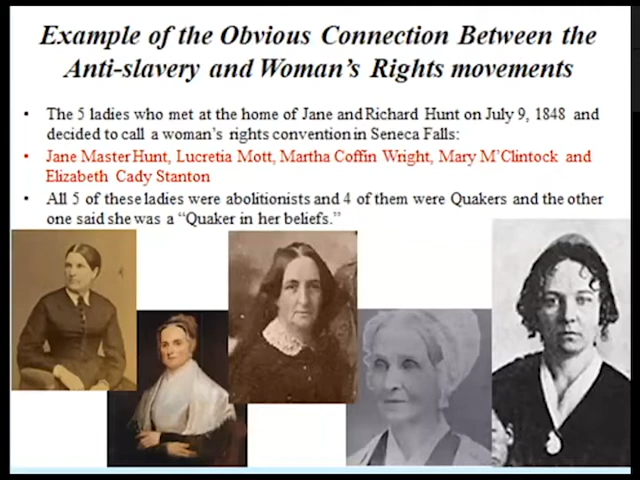 Example of the Obvious Connection Between the
Anti-slavery and Woman's Rights movements
• The 5 ladies who met at the home of Jane and Richard Hunt on July 9, 1848 and
decided to call a woman's rights convention in Seneca Falls:
• Jane Master Hunt, Lucretia Mott, Martha Coffin Wright, Mary M'Clintock and
Elizabeth Cady Stanton
• All 5 of these ladies were abolitionists and 4 of them were Quakers and the other
one said she was a "Quaker in her beliefs."